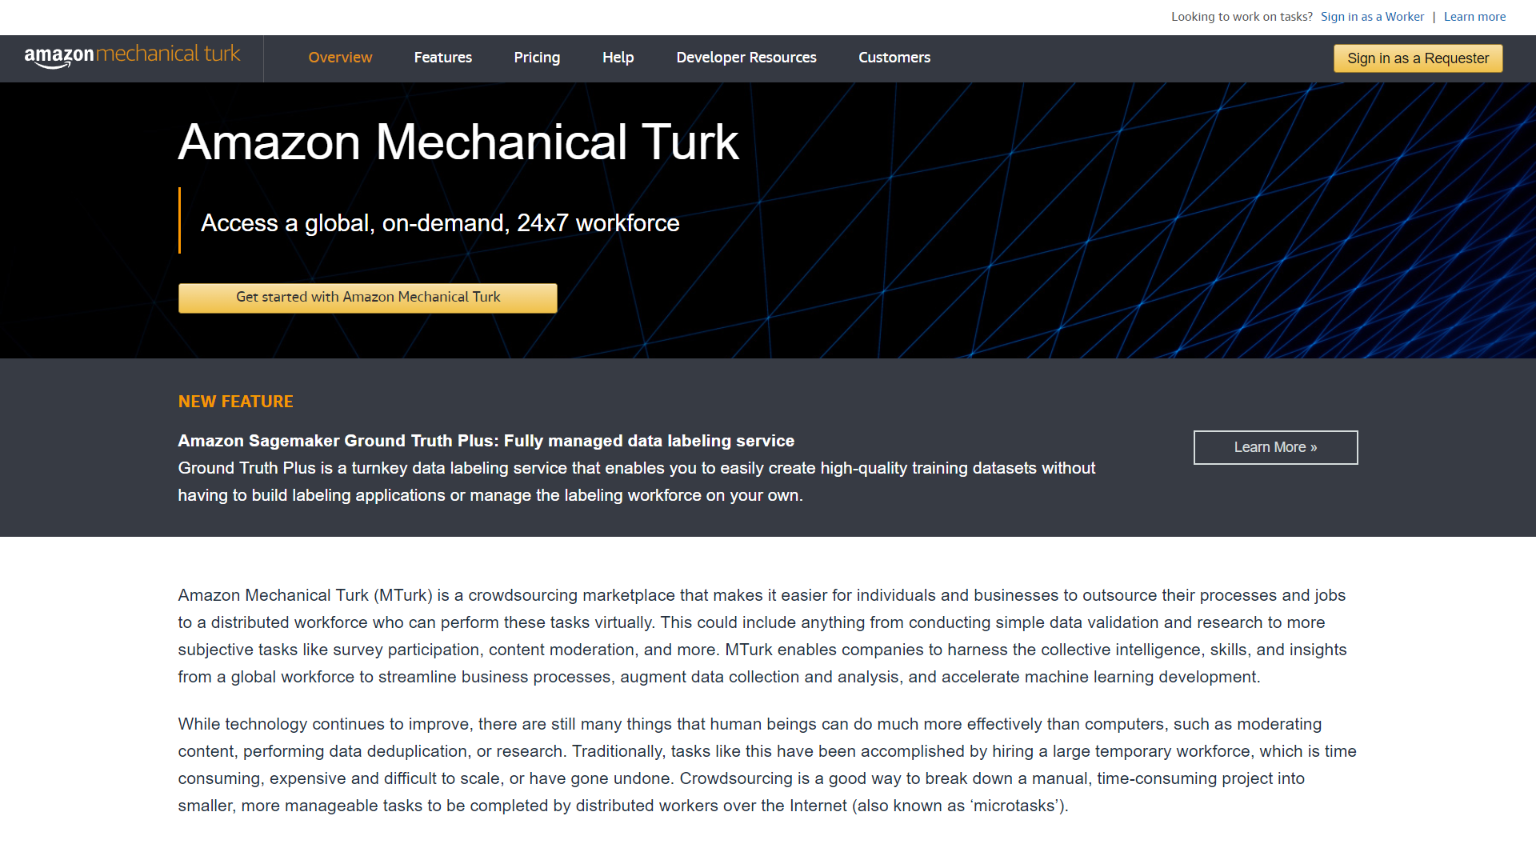 Looking to work on tasks? Sign in as a Worker | Learn more
amazon mechanical turk
Overview Features Pricing Help Developer Resources Customers
Sign in as a Requester
Amazon Mechanical Turk
Access a global, on-demand, 24x7 workforce
Get started with Amazon Mechanical Turk
NEW FEATURE
Amazon Sagemaker Ground Truth Plus: Fully managed data labeling service
Ground Truth Plus is a turnkey data labeling service that enables you to easily create high-quality training datasets without
having to build labeling applications or manage the labeling workforce on your own.
Learn More »
Amazon Mechanical Turk (MTurk) is a crowdsourcing marketplace that makes it easier for individuals and businesses to outsource their processes and jobs
to a distributed workforce who can perform these tasks virtually. This could include anything from conducting simple data validation and research to more
subjective tasks like survey participation, content moderation, and more. MTurk enables companies to harness the collective intelligence, skills, and insights
from a global workforce to streamline business processes, augment data collection and analysis, and accelerate machine learning development.
While technology continues to improve, there are still many things that human beings can do much more effectively than computers, such as moderating
content, performing data deduplication, or research. Traditionally, tasks like this have been accomplished by hiring a large temporary workforce, which is time
consuming, expensive and difficult to scale, or have gone undone. Crowdsourcing is a good way to break down a manual, time-consuming project into
smaller, more manageable tasks to be completed by distributed workers over the Internet (also known as ‘microtasks’).